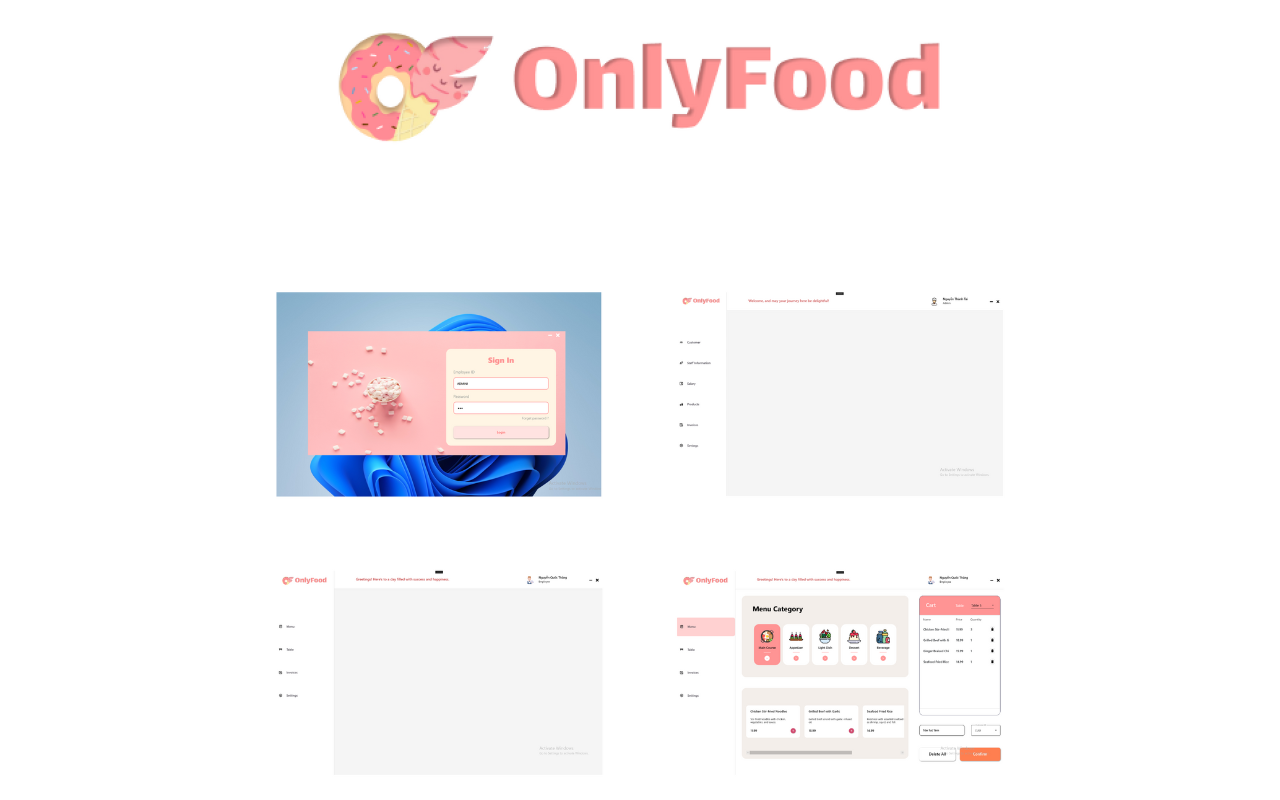 OnlyFood
Sign In
Password
ADMIN
Forgot password?
Login
OnlyFood
Welcome, and may your journey here be delightful!
Nguyễn Thanh Đạt
Admin
Customer
Staff Information
Salary
Products
Invoices
Settings
Activate Windows
Go to Settings to activate Windows.
OnlyFood
Greetings! Here's to a day filled with success and happiness.
Nguyễn Quốc Thắng
Employee
Menu
Table
Invoices
Settings
Activate Windows
Go to Settings to activate Windows.
OnlyFood
Greetings! Here's to a day filled with success and happiness.
Nguyễn Quốc Thắng
Employee
Menu
Table
Invoices
Settings
Menu Category
Main Course
Appetizer
Light Dish
Dessert
Beverage
Chicken Stir-Fried Noodles
Grilled Beef with Garlic
Seafood Fried Rice
Cart
Table 1
Name
Price
Quantity
Chicken Stir-Fried
Grilled Beef with G
Seafood Fried Rice
Delete All
Confirm